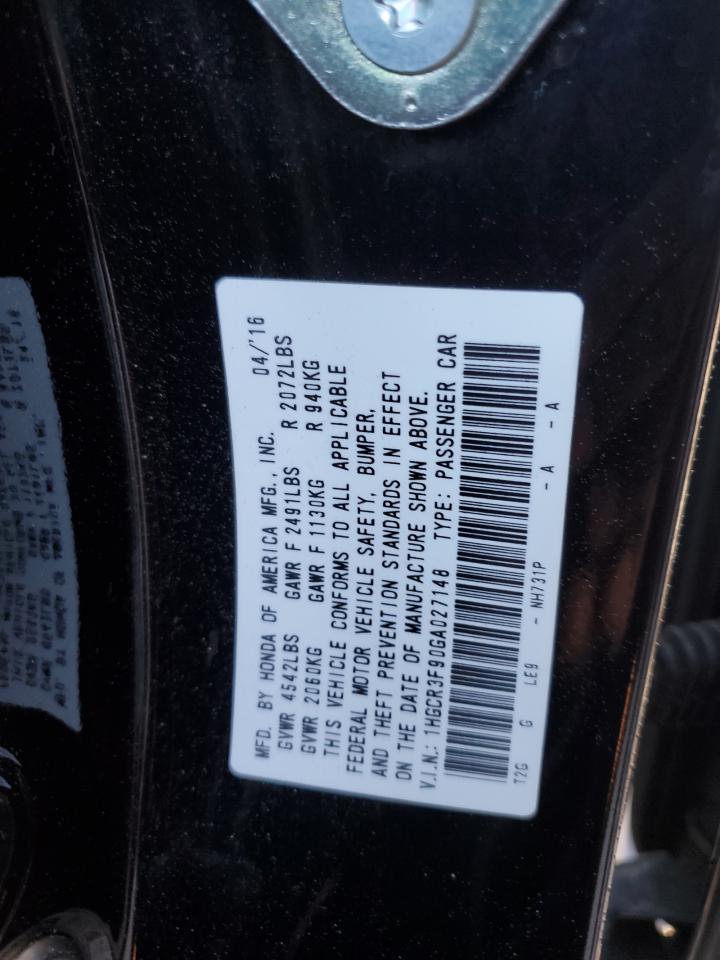 MFD. BY HONDA OF AMERICA MFG., INC. 04/'16
GVWR 4542LBS GAWR F 2491LBS R 2072LBS
GVWR 2060KG GAWR F 1130KG R 940KG
THIS VEHICLE CONFORMS TO ALL APPLICABLE
FEDERAL MOTOR VEHICLE SAFETY, BUMPER,
AND THEFT PREVENTION STANDARDS IN EFFECT
ON THE DATE OF MANUFACTURE SHOWN ABOVE.
V.I.N.: 1HGCR3F90GA027148 TYPE: PASSENGER CAR
T2G G LE9 - NH731P - A - A